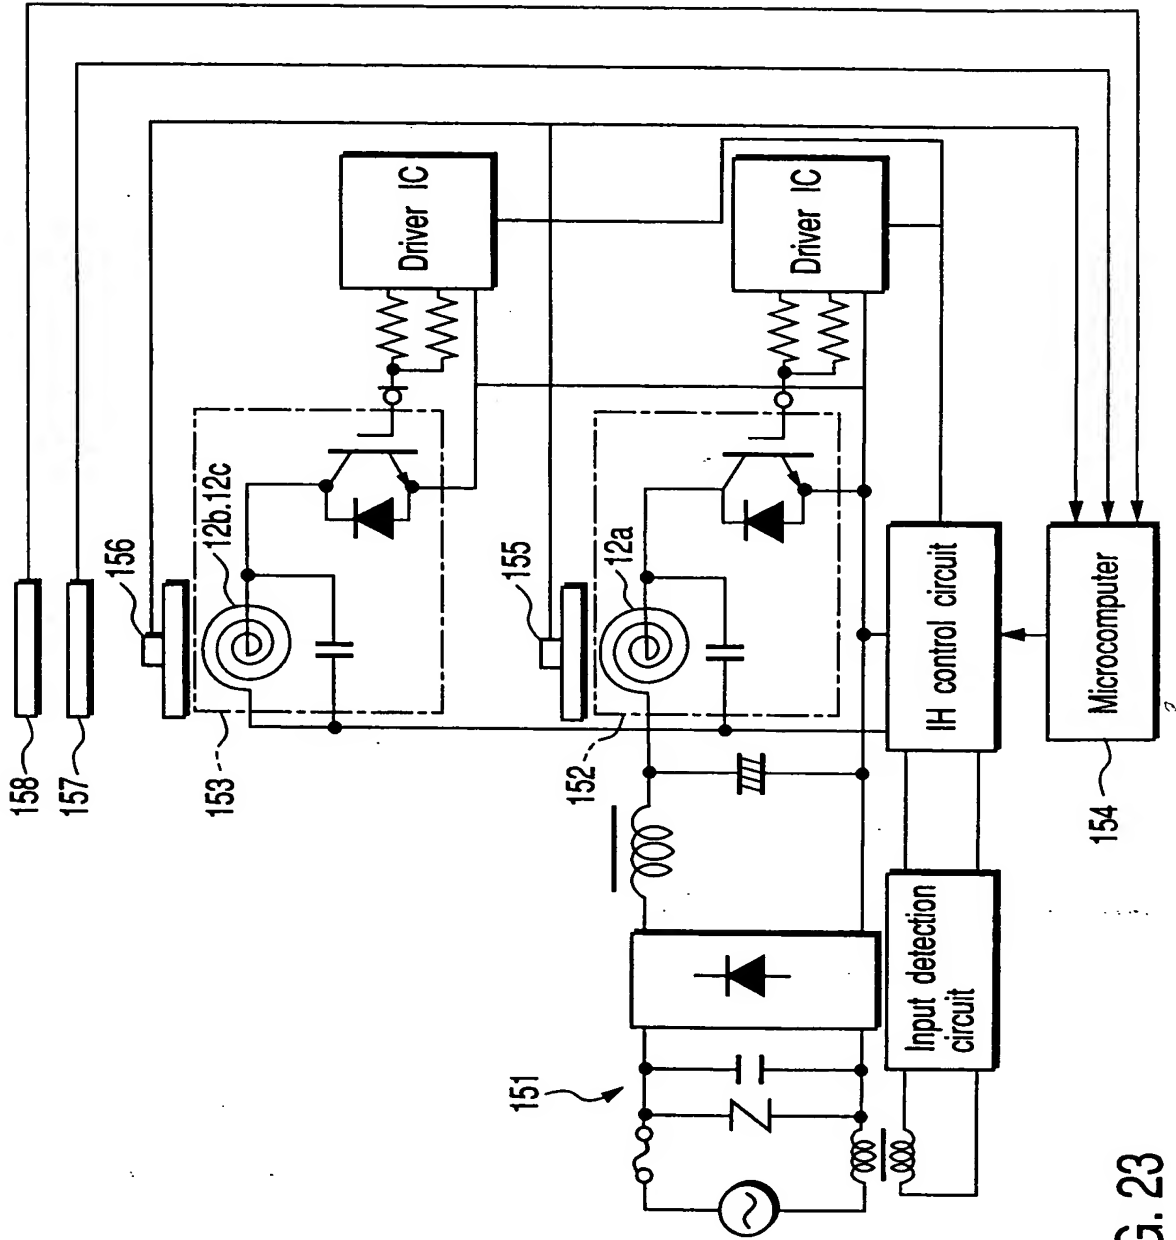 158
157
156
153
12b.12c
Driver IC
155
152
12a
Driver IC
151
Input detection
circuit
IH control circuit
Microcomputer
154
G. 23